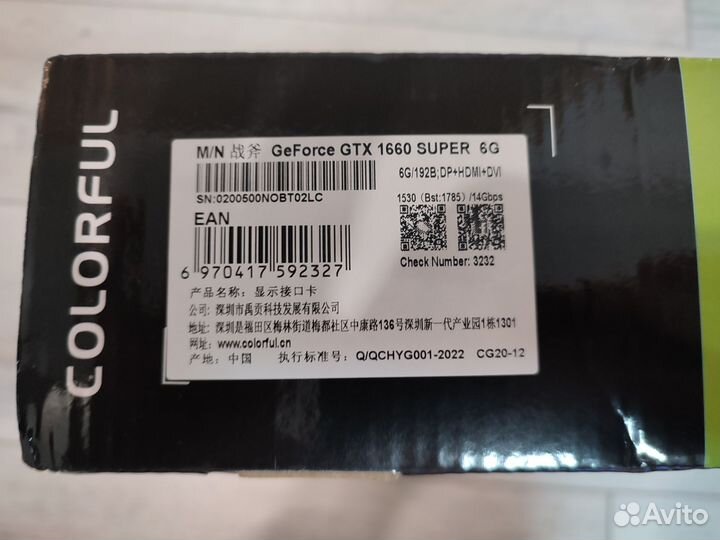 COLORFUL
M/N 战斧 GeForce GTX 1660 SUPER 6G
6G/192B;DP+HDMI+DVI
SN:0200500NOBT02LC
1530 (Bst:1785) /14Gbps
EAN
6 970417 592327
Check Number: 3232
产品名称: 显示接口卡
公司: 深圳市禹贡科技发展有限公司
地址: 深圳是福田区梅林街道梅都社区中康路136号深圳新一代产业园1栋1301
网址: www.colorful.cn
产地: 中国 执行标准号: Q/QCHYG001-2022 CG20-12
Avito